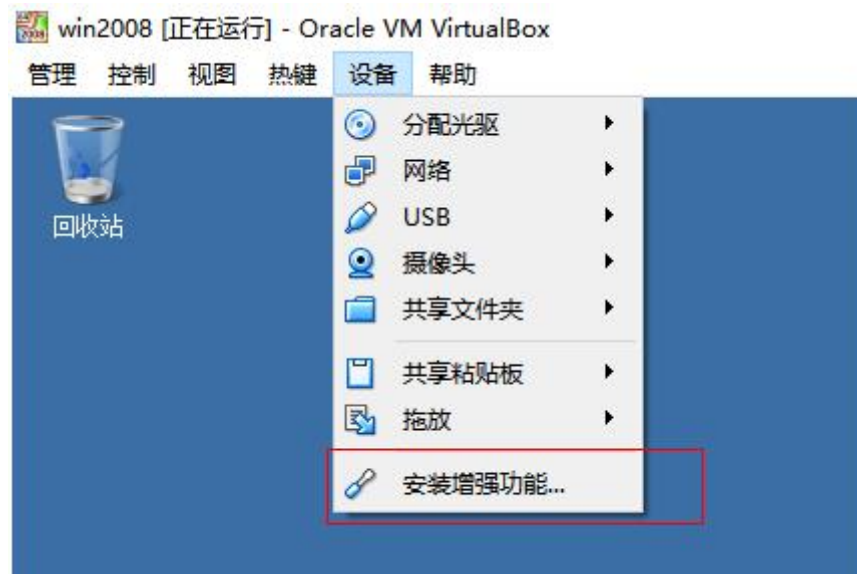 win2008 [正在运行] - Oracle VM VirtualBox
管理 控制 视图 热键 设备 帮助
分配光驱
网络
USB
摄像头
共享文件夹
共享粘贴板
拖放
安装增强功能...
回收站